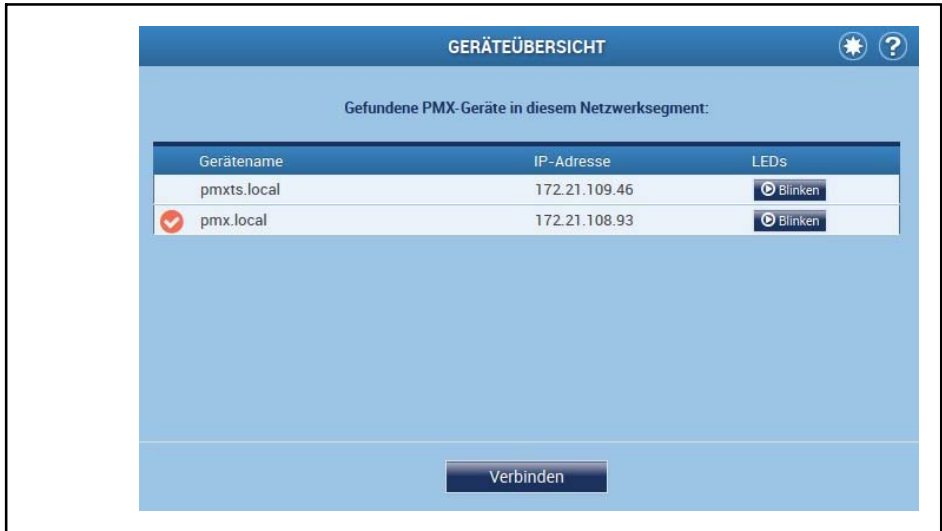 GERÄTEÜBERSICHT ?
Gefundene PMX-Geräte in diesem Netzwerksegment:
Gerätename IP-Adresse LEDs
pmxts.local 172.21.109.46 Blinken
pmx.local 172.21.108.93 Blinken
Verbinden